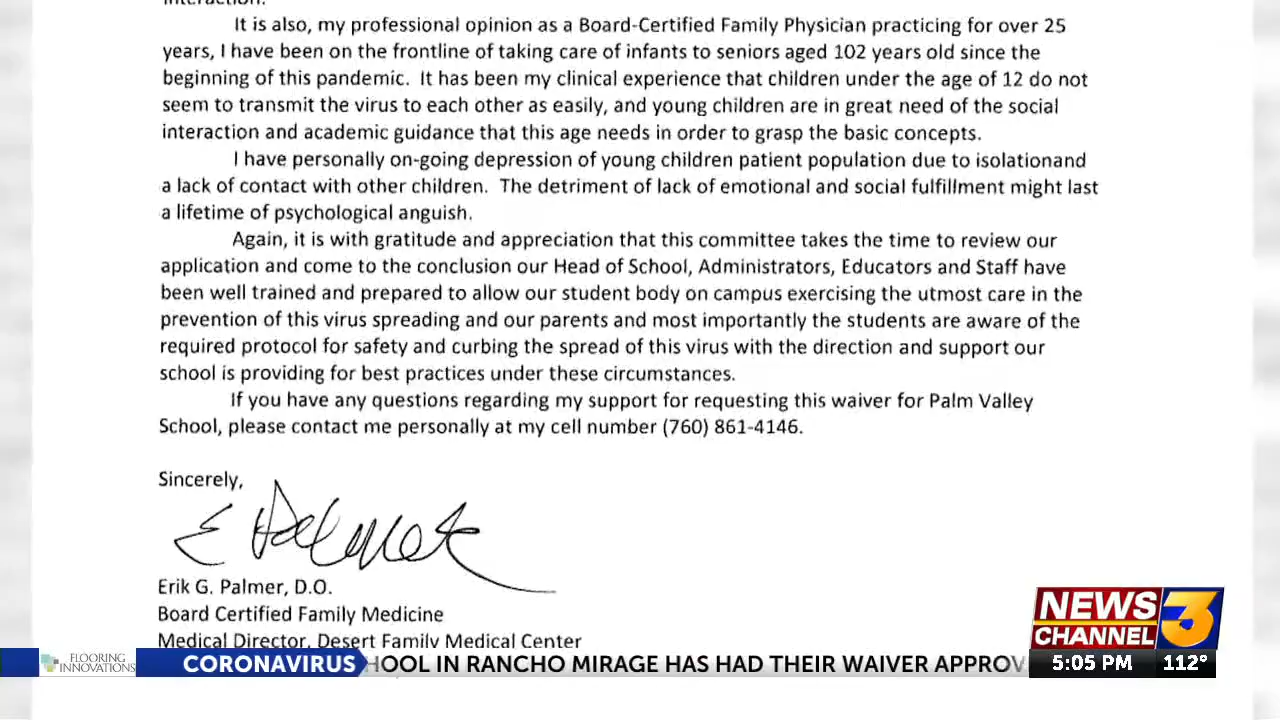 interaction.
It is also, my professional opinion as a Board-Certified Family Physician practicing for over 25
years, I have been on the frontline of taking care of infants to seniors aged 102 years old since the
beginning of this pandemic. It has been my clinical experience that children under the age of 12 do not
seem to transmit the virus to each other as easily, and young children are in great need of the social
interaction and academic guidance that this age needs in order to grasp the basic concepts.
I have personally on-going depression of young children patient population due to isolationand
a lack of contact with other children. The detriment of lack of emotional and social fulfillment might last
a lifetime of psychological anguish.
Again, it is with gratitude and appreciation that this committee takes the time to review our
application and come to the conclusion our Head of School, Administrators, Educators and Staff have
been well trained and prepared to allow our student body on campus exercising the utmost care in the
prevention of this virus spreading and our parents and most importantly the students are aware of the
required protocol for safety and curbing the spread of this virus with the direction and support our
school is providing for best practices under these circumstances.
If you have any questions regarding my support for requesting this waiver for Palm Valley
School, please contact me personally at my cell number (760) 861-4146.
Sincerely,
Erik G. Palmer, D.O.
Board Certified Family Medicine
Medical Director, Desert Family Medical Center
NEWS
CHANNEL 3
FLOORING
INNOVATIONS
CORONAVIRUS HOOL IN RANCHO MIRAGE HAS HAD THEIR WAIVER APPROV
5:05 PM 112°